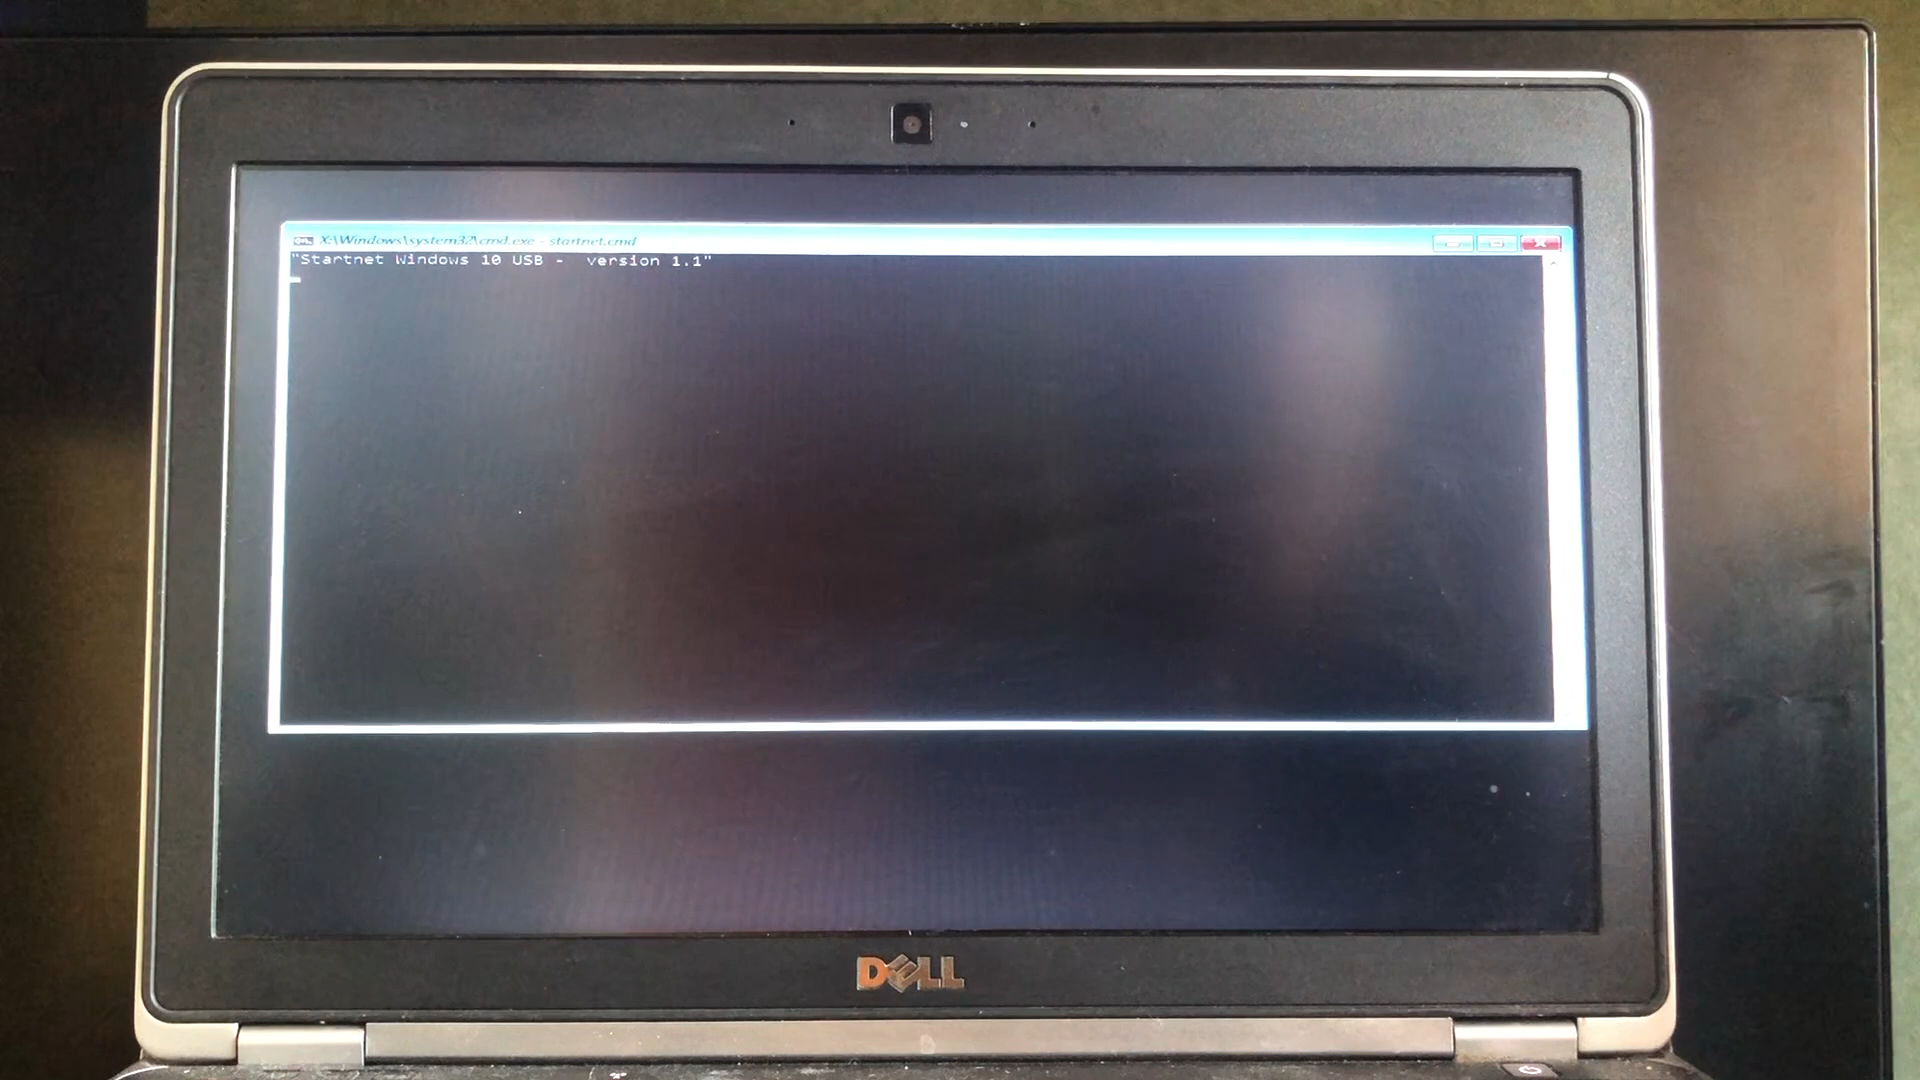 X:\Windows\system32\cmd.exe - startnet.cmd
"Startnet Windows 10 USB -  version 1.1"
DELL